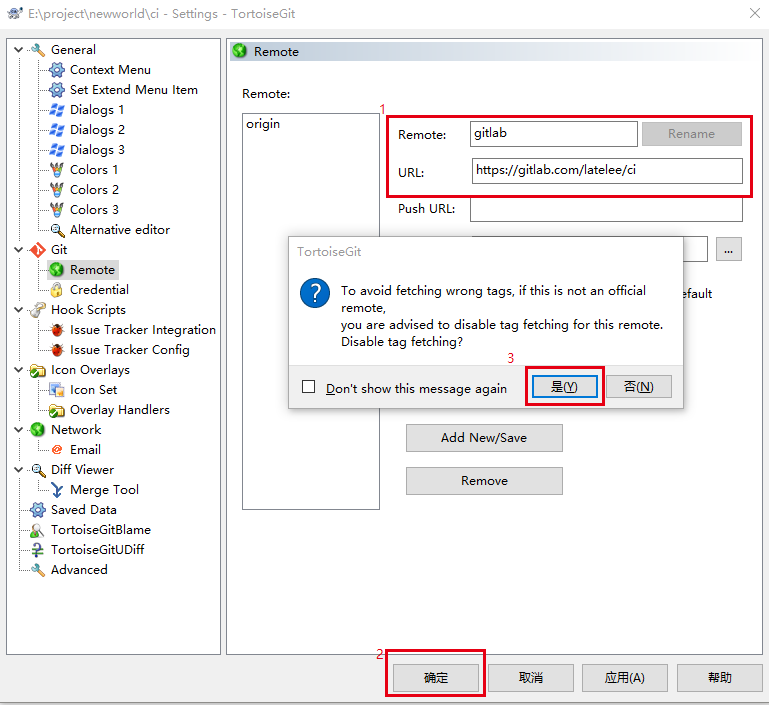 E:\project\newworld\ci - Settings - TortoiseGit
General
Context Menu
Set Extend Menu Item
Dialogs 1
Dialogs 2
Dialogs 3
Colors 1
Colors 2
Colors 3
Alternative editor
Git
Remote
Credential
Hook Scripts
Issue Tracker Integration
Issue Tracker Config
Icon Overlays
Icon Set
Overlay Handlers
Network
Email
Diff Viewer
Merge Tool
Saved Data
TortoiseGitBlame
TortoiseGitUDiff
Advanced
Remote
Remote:
origin
1
Remote: gitlab Rename
URL: https://gitlab.com/latelee/ci
Push URL:
...
efault
TortoiseGit
To avoid fetching wrong tags, if this is not an official
remote,
you are advised to disable tag fetching for this remote.
Disable tag fetching?
3
Don't show this message again 是(Y) 否(N)
Add New/Save
Remove
2
确定 取消 应用(A) 帮助